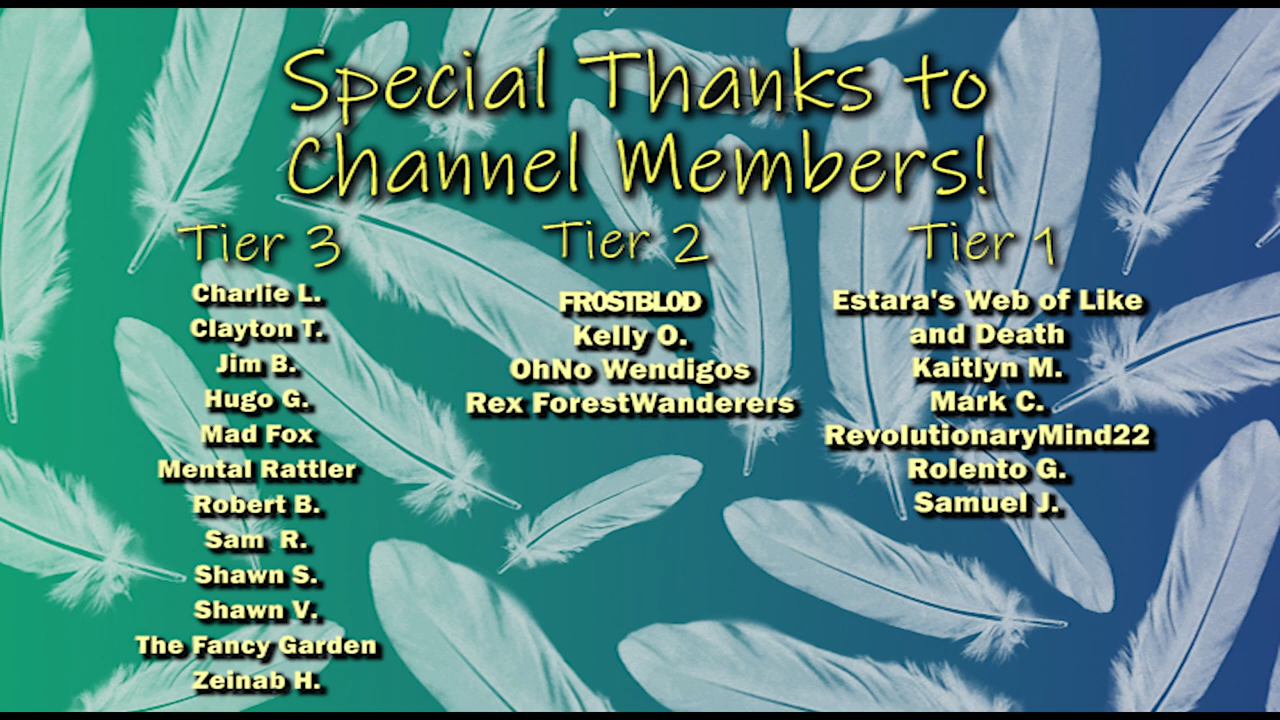 Special Thanks to
Channel Members!
Tier 3
Charlie L.
Clayton T.
Jim B.
Hugo G.
Mad Fox
Mental Rattler
Robert B.
Sam R.
Shawn S.
Shawn V.
The Fancy Garden
Zeinab H.
Tier 2
FR0STBL0D
Kelly O.
OhNo Wendigos
Rex ForestWanderers
Tier 1
Estara's Web of Like
and Death
Kaitlyn M.
Mark C.
RevolutionaryMind22
Rolento G.
Samuel J.